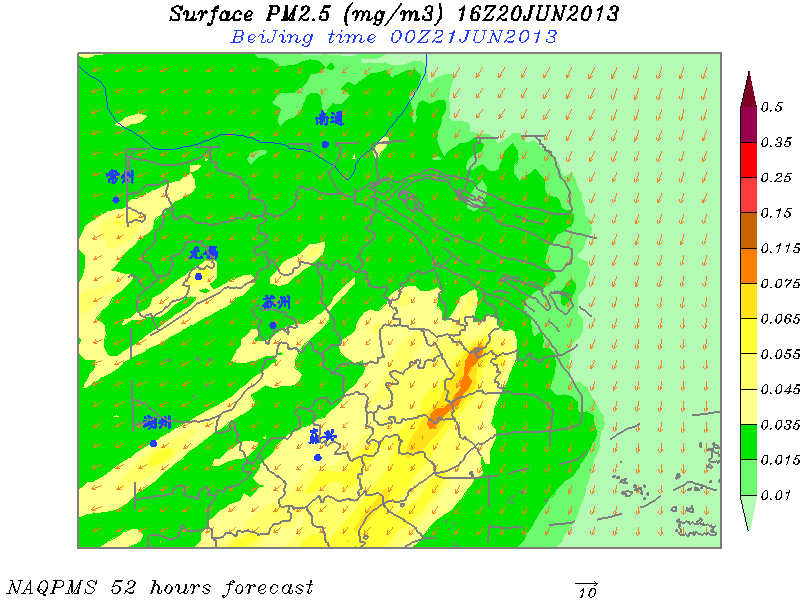 Surface PM2.5 (mg/m3) 16Z20JUN2013
BeiJing time 00Z21JUN2013
南通
常州
无锡
苏州
湖州
嘉兴
0.5
0.35
0.25
0.15
0.115
0.075
0.065
0.045
0.035
0.015
0.01
NAQPMS 52 hours forecast
10